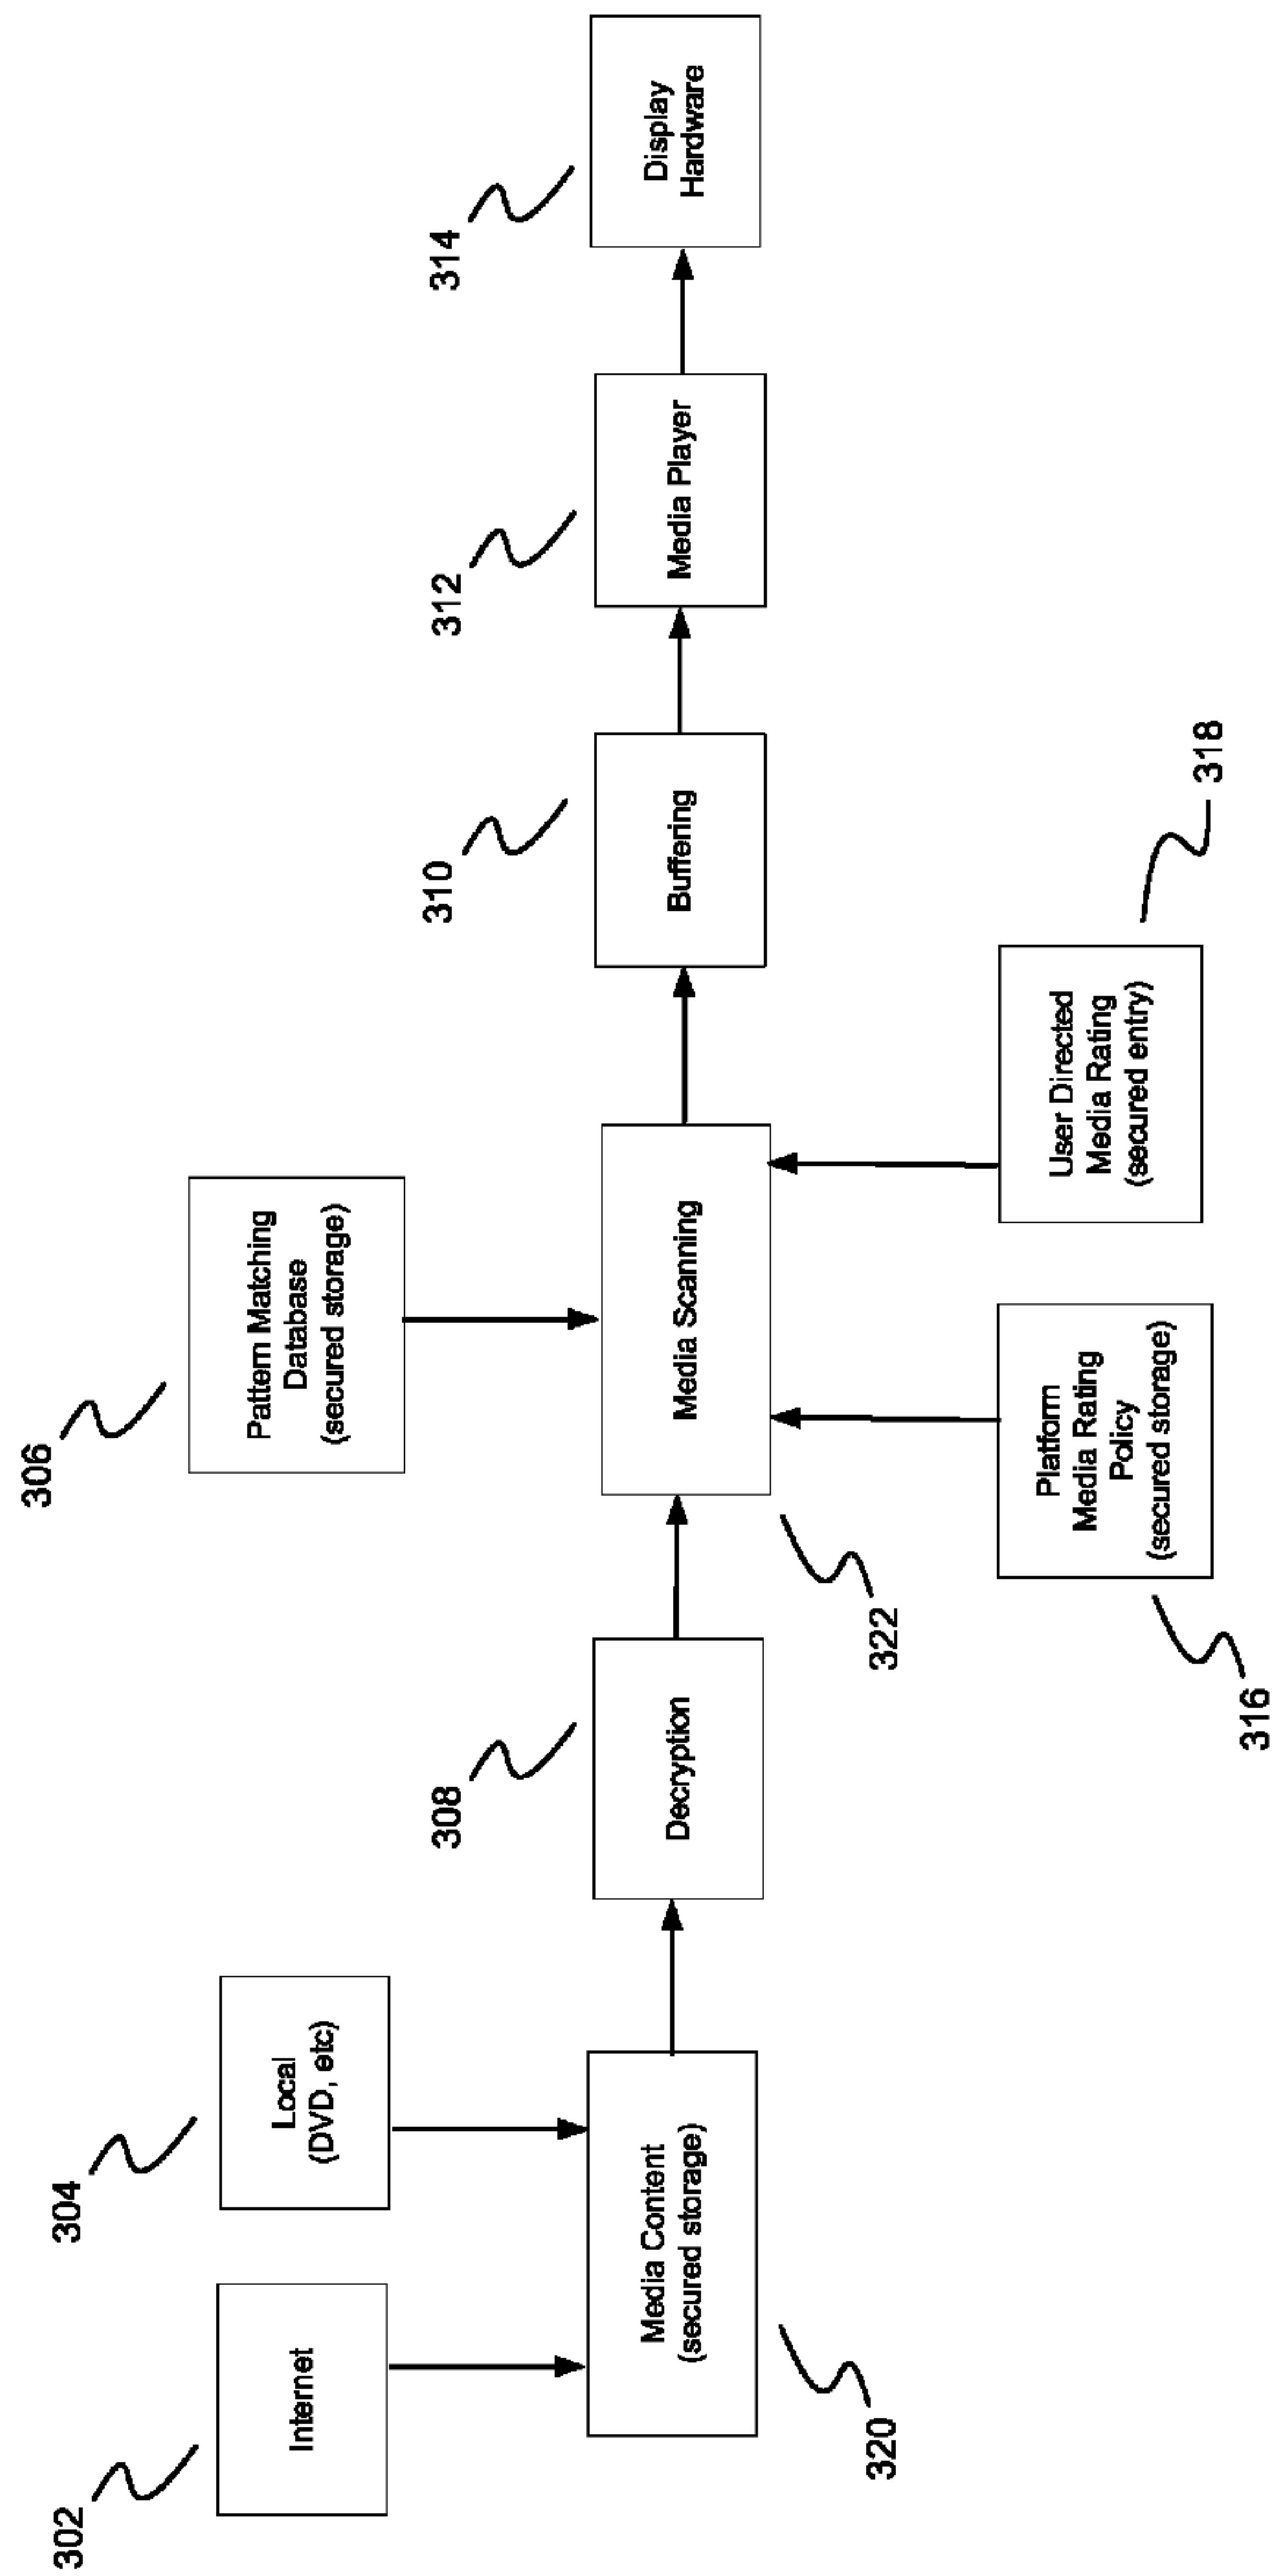 302
Internet
304
Local
(DVD, etc)
320
Media Content
(secured storage)
308
Decryption
306
Pattern Matching
Database
(secured storage)
322
Media Scanning
316
Platform
Media Rating
Policy
(secured storage)
318
User Directed
Media Rating
(secured entry)
310
Buffering
312
Media Player
314
Display
Hardware